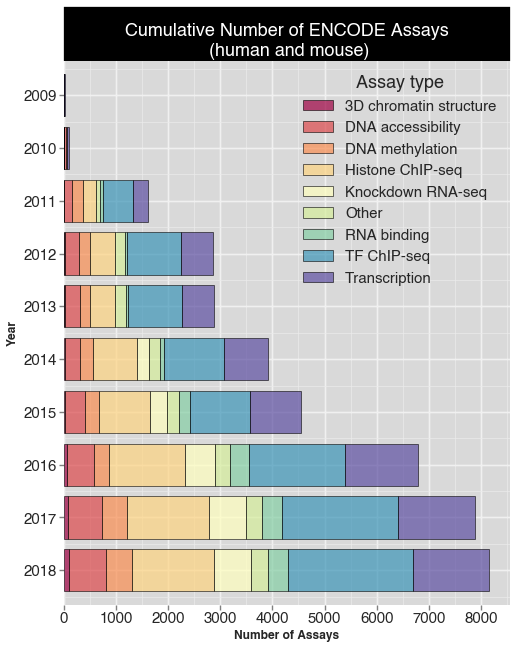 Cumulative Number of ENCODE Assays
(human and mouse)
Assay type
3D chromatin structure
DNA accessibility
DNA methylation
Histone ChIP-seq
Knockdown RNA-seq
Other
RNA binding
TF ChIP-seq
Transcription
Year
2009
2010
2011
2012
2013
2014
2015
2016
2017
2018
0 1000 2000 3000 4000 5000 6000 7000 8000
Number of Assays